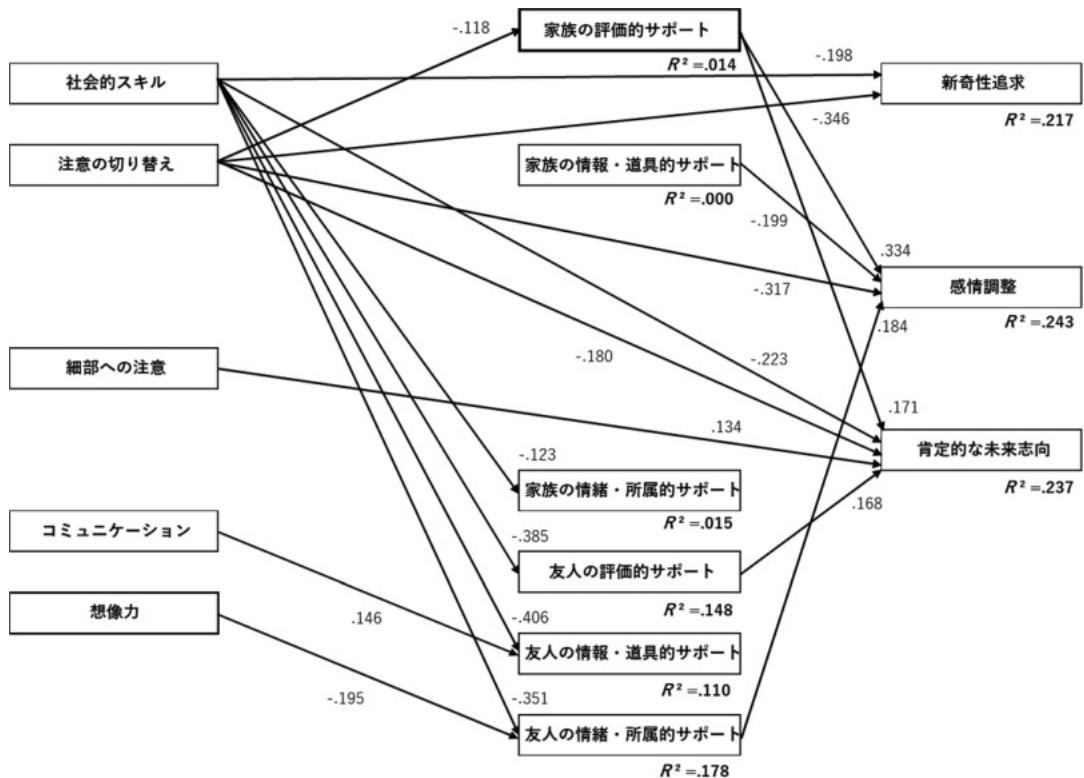 -.118
家族の評価的サポート
R² =.014
社会的スキル
-.198
新奇性追求
R² =.217
-.346
注意の切り替え
家族の情報・道具的サポート
R² =.000
-.199
.334
-.317
感情調整
R² =.243
.184
-.180
-.223
細部への注意
.171
.134
肯定的な未来志向
R² =.237
-.123
家族の情緒・所属的サポート
R² =.015
.168
コミュニケーション
-.385
友人の評価的サポート
R² =.148
想像力
.146
-.406
友人の情報・道具的サポート
R² =.110
-.195
-.351
友人の情緒・所属的サポート
R² =.178